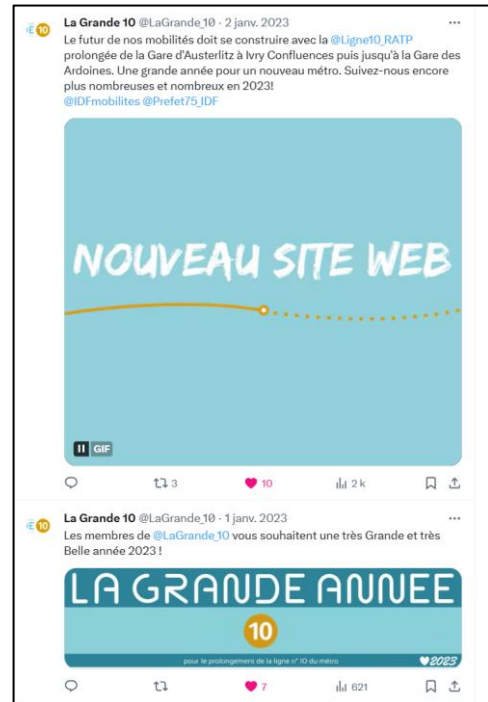 La Grande 10 @LaGrande_10 · 2 janv. 2023
Le futur de nos mobilités doit se construire avec la @Ligne10_RATP
prolongée de la Gare d'Austerlitz à Ivry Confluences puis jusqu'à la Gare des
Ardoines. Une grande année pour un nouveau métro. Suivez-nous encore
plus nombreuses et nombreux en 2023!
@IDFmobilites @Prefet75_IDF
NOUVEAU SITE WEB
GIF
3 10 2 k
La Grande 10 @LaGrande_10 · 1 janv. 2023
Les membres de @LaGrande_10 vous souhaitent une très Grande et très
Belle année 2023 !
LA GRANDE ANNEE
10
pour le prolongement de la ligne n° 10 du métro
2023
7 621